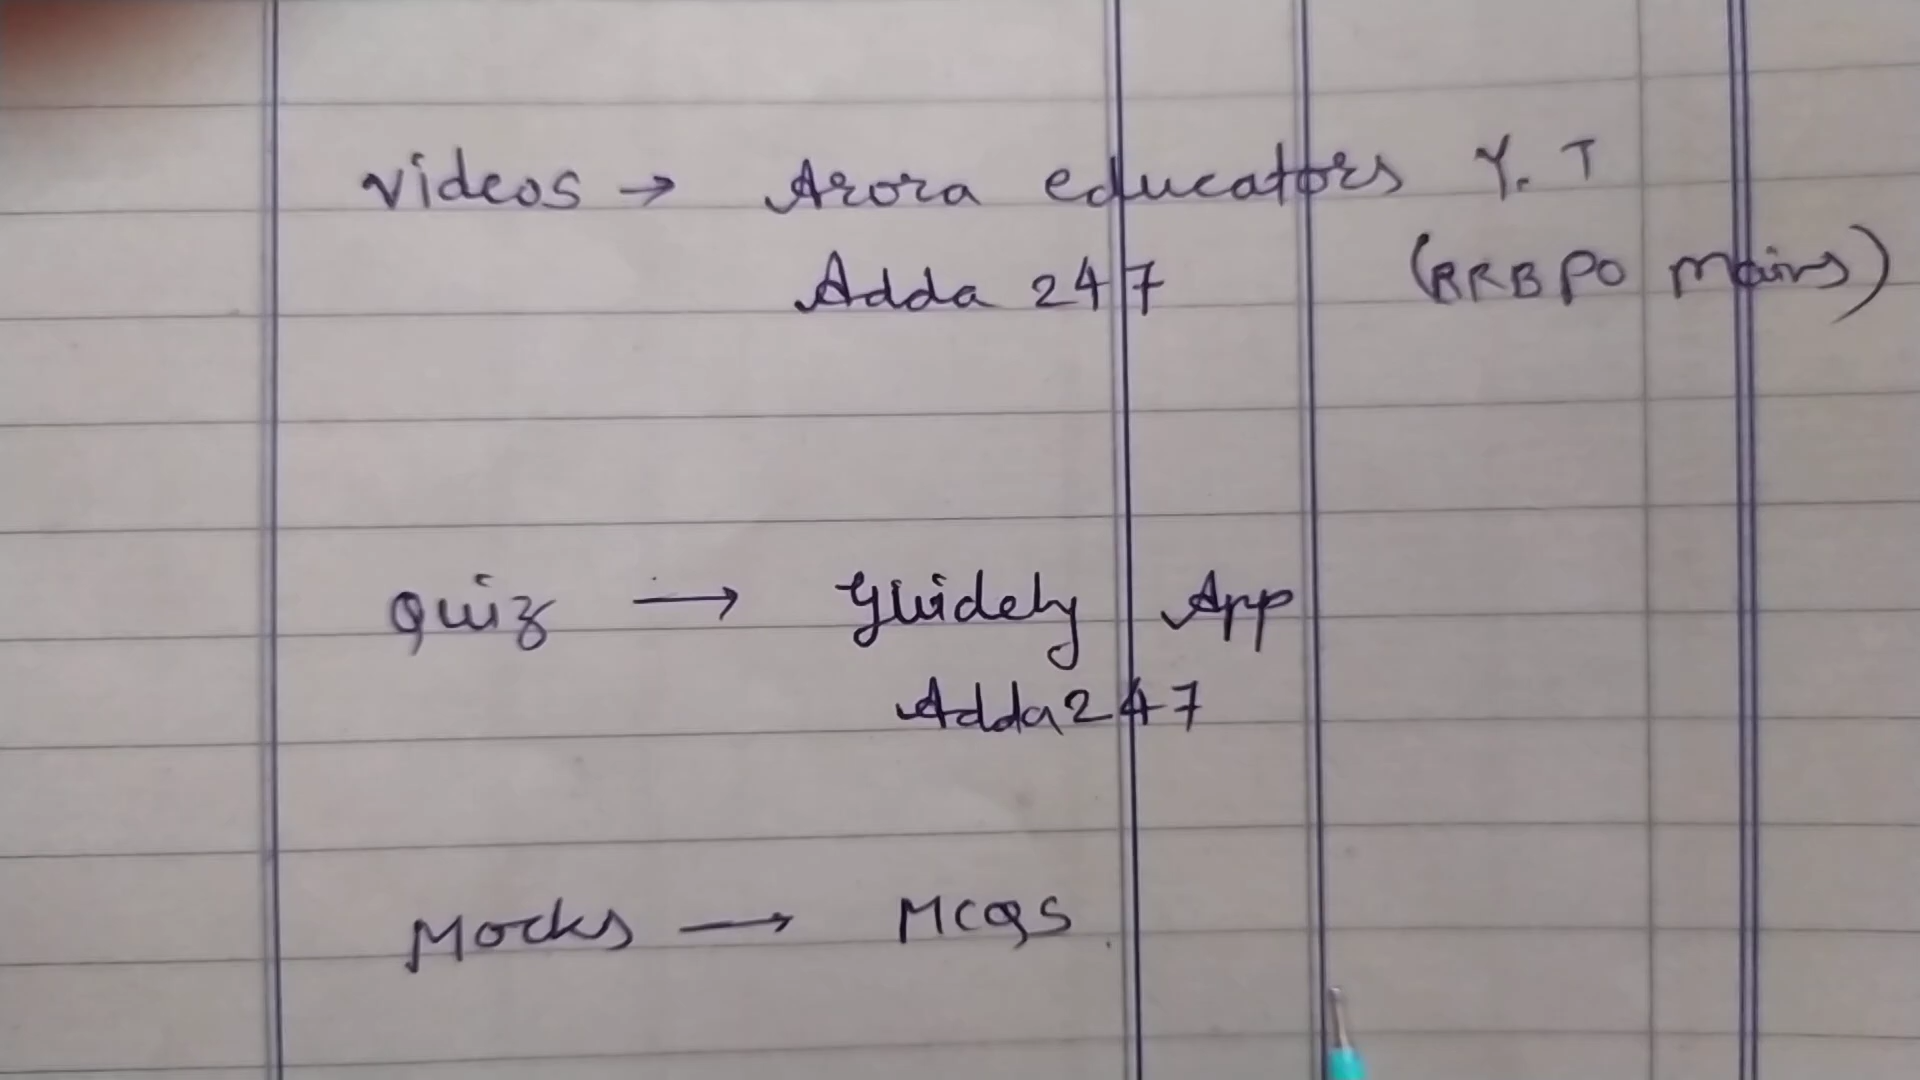 Videos → Arora educators Y.T
Adda 247 (RRB PO Mains)
Quiz → Guidely App
Adda247
Mocks → MCQS